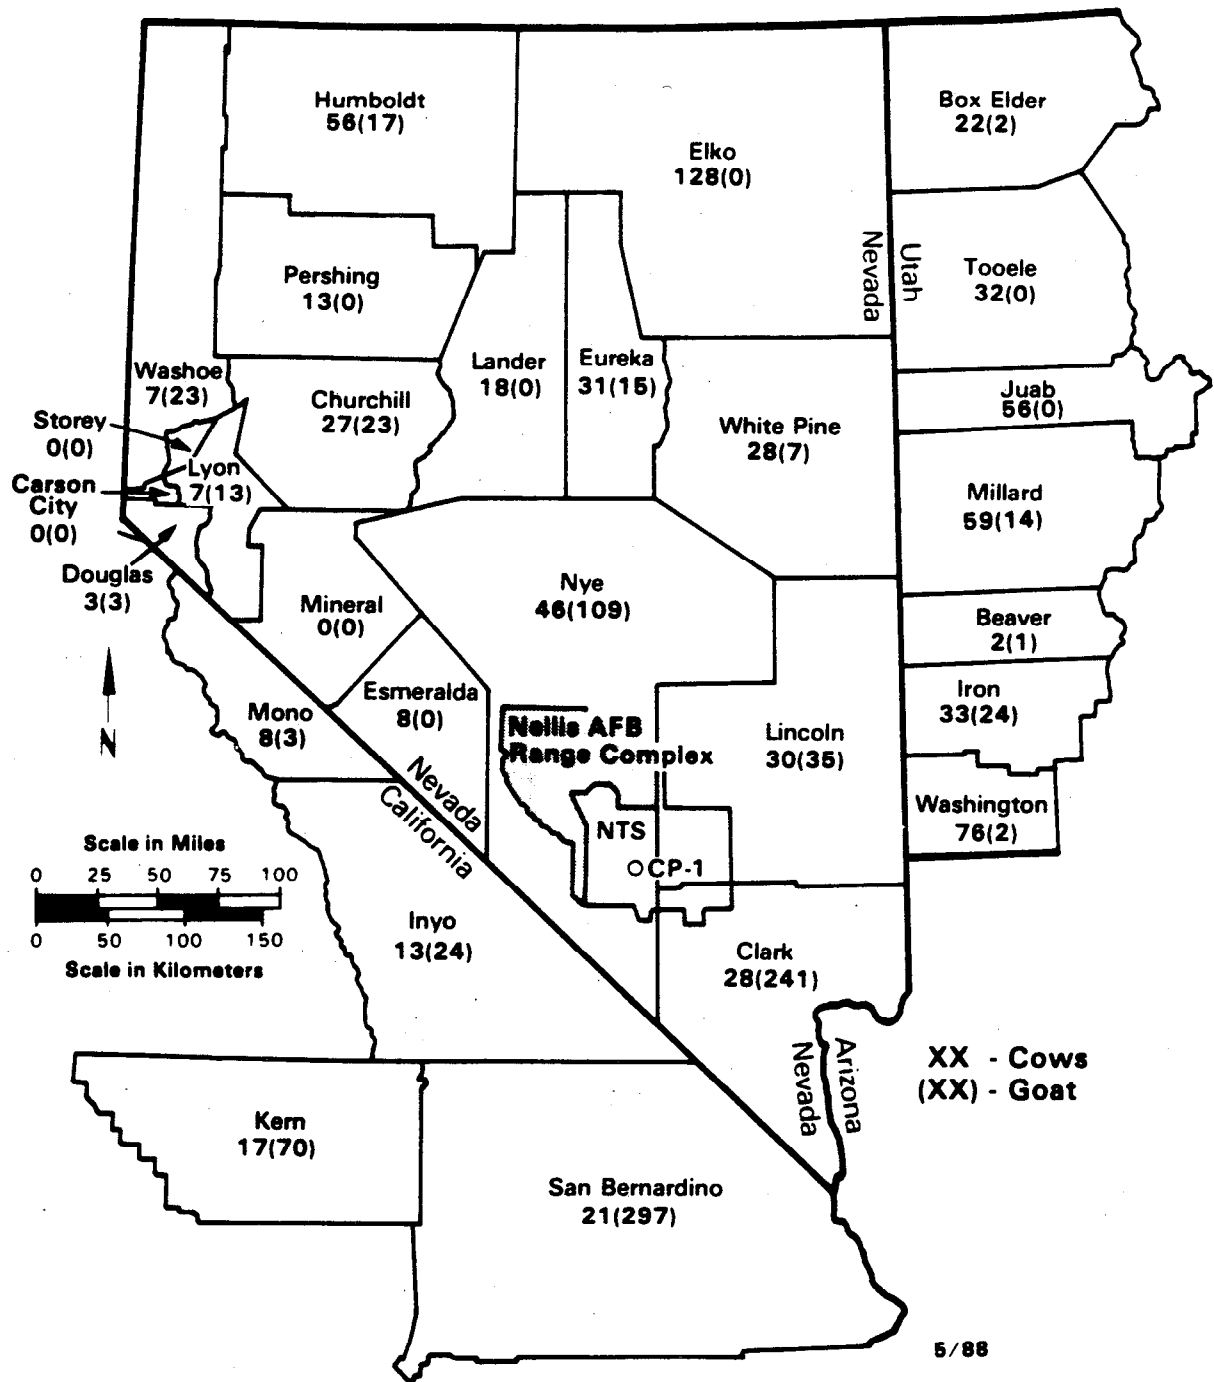 Humboldt
56(17)
Elko
128(0)
Box Elder
22(2)
Nevada
Utah
Pershing
13(0)
Tooele
32(0)
Washoe
7(23)
Lander
18(0)
Eureka
31(15)
Juab
56(0)
Churchill
27(23)
Storey
0(0)
White Pine
28(7)
Lyon
7(13)
Carson
City
0(0)
Millard
59(14)
Douglas
3(3)
Mineral
0(0)
Nye
46(109)
Beaver
2(1)
Iron
33(24)
N
Mono
8(3)
Esmeralda
8(0)
Nellis AFB
Range Complex
Lincoln
30(35)
Nevada
California
Washington
76(2)
NTS
CP-1
Scale in Miles
0 25 50 75 100
0 50 100 150
Scale in Kilometers
Inyo
13(24)
Clark
28(241)
Nevada
Arizona
XX - Cows
(XX) - Goat
Kern
17(70)
San Bernardino
21(297)
5/88